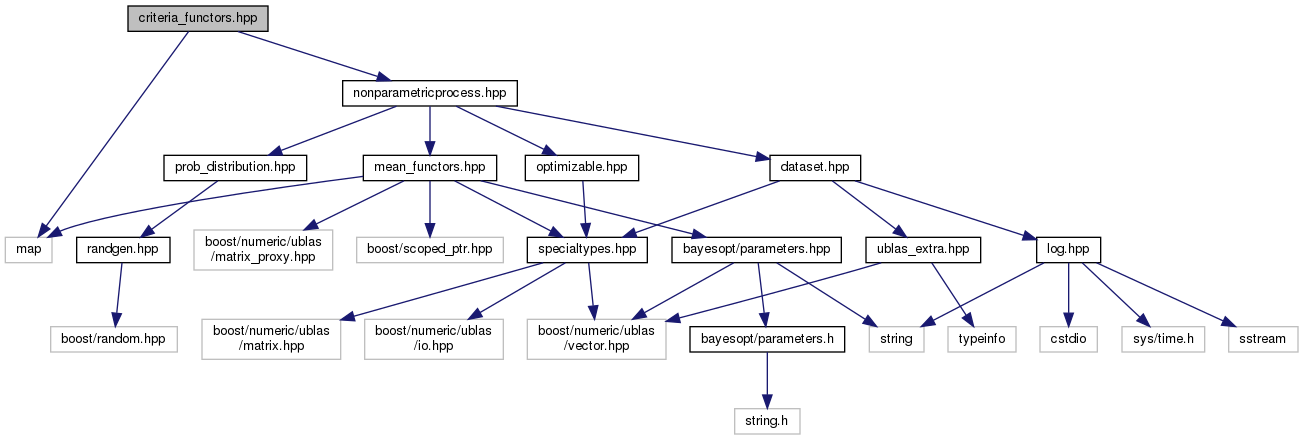 criteria_functors.hpp
nonparametricprocess.hpp
prob_distribution.hpp
mean_functors.hpp
optimizable.hpp
dataset.hpp
map
randgen.hpp
boost/numeric/ublas
/matrix_proxy.hpp
boost/scoped_ptr.hpp
specialtypes.hpp
bayesopt/parameters.hpp
ublas_extra.hpp
log.hpp
boost/random.hpp
boost/numeric/ublas
/matrix.hpp
boost/numeric/ublas
/io.hpp
boost/numeric/ublas
/vector.hpp
bayesopt/parameters.h
string
typeinfo
cstdio
sys/time.h
sstream
string.h